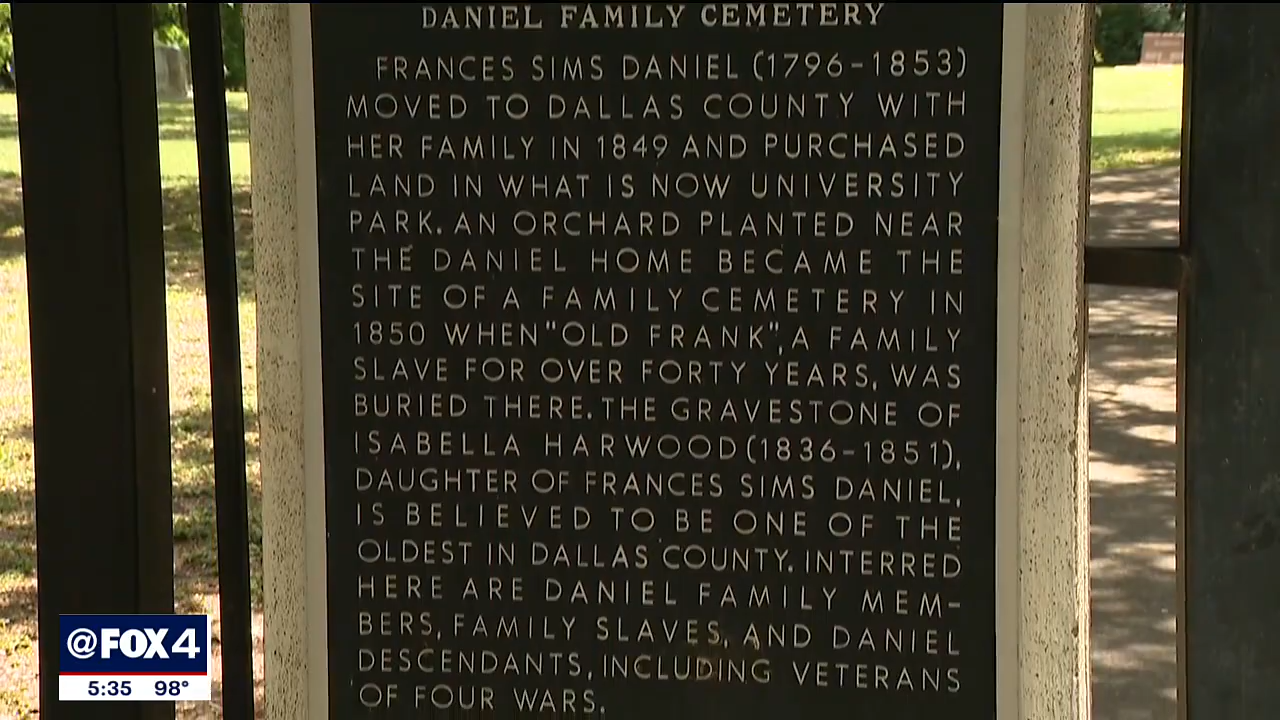 DANIEL FAMILY CEMETERY
FRANCES SIMS DANIEL (1796-1853)
MOVED TO DALLAS COUNTY WITH
HER FAMILY IN 1849 AND PURCHASED
LAND IN WHAT IS NOW UNIVERSITY
PARK. AN ORCHARD PLANTED NEAR
THE DANIEL HOME BECAME THE
SITE OF A FAMILY CEMETERY IN
1850 WHEN "OLD FRANK", A FAMILY
SLAVE FOR OVER FORTY YEARS, WAS
BURIED THERE. THE GRAVESTONE OF
ISABELLA HARWOOD (1836-1851),
DAUGHTER OF FRANCES SIMS DANIEL,
IS BELIEVED TO BE ONE OF THE
OLDEST IN DALLAS COUNTY. INTERRED
HERE ARE DANIEL FAMILY MEM-
BERS, FAMILY SLAVES, AND DANIEL
DESCENDANTS, INCLUDING VETERANS
OF FOUR WARS.
@FOX 4
5:35 98°